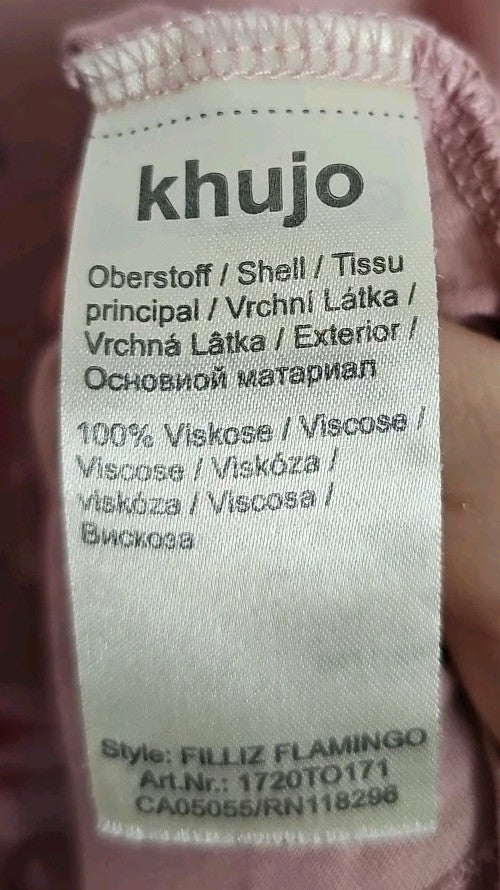 khujo
Oberstoff / Shell / Tissu
principal / Vrchní Látka /
Vrchná Lâtka / Exterior /
Основиой матариал
100% Viskose / Viscose /
Viscose / Viskóza /
viskóza / Viscosa /
Вискоза
Style: FILLIZ FLAMINGO
Art.Nr.: 1720TO171
CA05055/RN118296